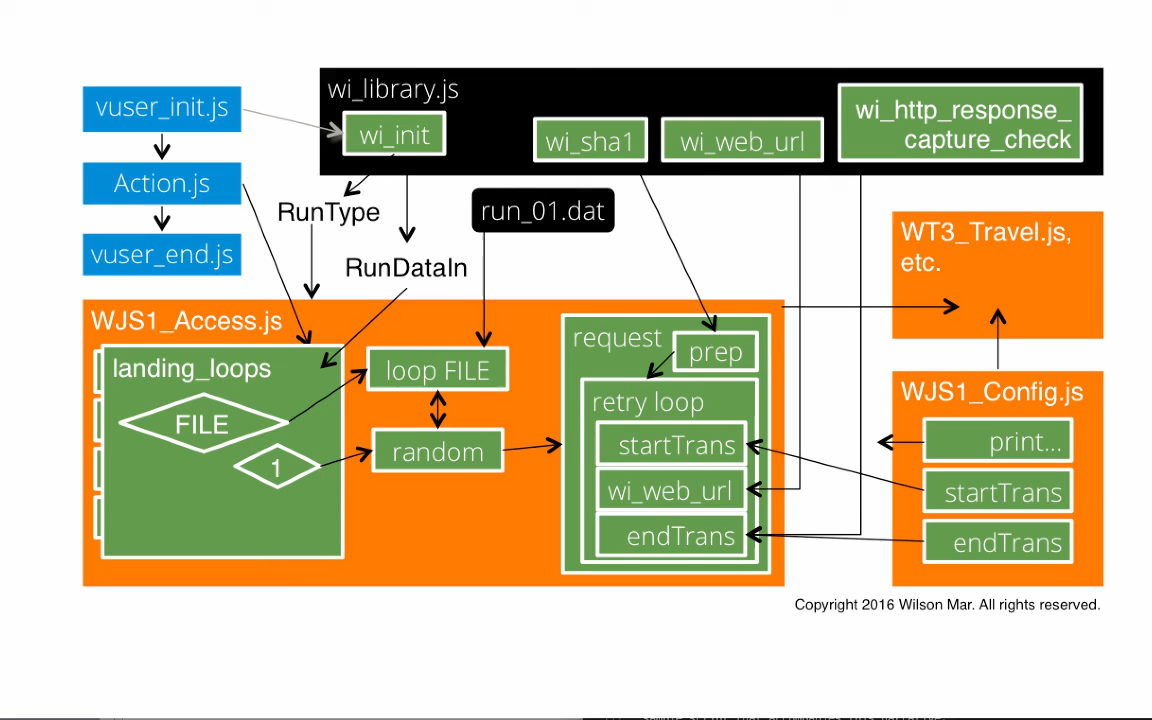 vuser_init.js
Action.js
vuser_end.js
wi_library.js
wi_init
wi_sha1
wi_web_url
wi_http_response_
capture_check
RunType
RunDataIn
run_01.dat
WT3_Travel.js,
etc.
WJS1_Access.js
landing_loops
FILE
1
loop FILE
random
request
prep
retry loop
startTrans
wi_web_url
endTrans
WJS1_Config.js
print...
startTrans
endTrans
Copyright 2016 Wilson Mar. All rights reserved.